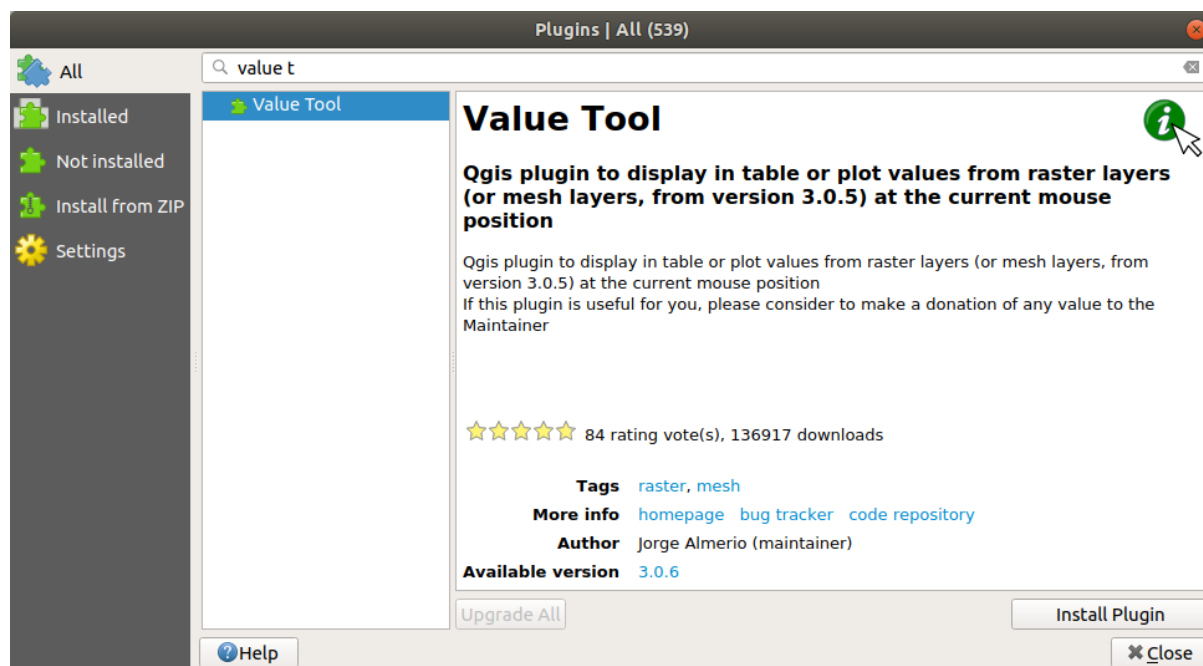 Plugins | All (539)
All
Installed
Not installed
Install from ZIP
Settings
value t
Value Tool
Value Tool
Qgis plugin to display in table or plot values from raster layers
(or mesh layers, from version 3.0.5) at the current mouse
position
Qgis plugin to display in table or plot values from raster layers (or mesh layers, from
version 3.0.5) at the current mouse position
If this plugin is useful for you, please consider to make a donation of any value to the
Maintainer
84 rating vote(s), 136917 downloads
Tags raster, mesh
More info homepage bug tracker code repository
Author Jorge Almerio (maintainer)
Available version 3.0.6
Upgrade All
Install Plugin
Help
Close